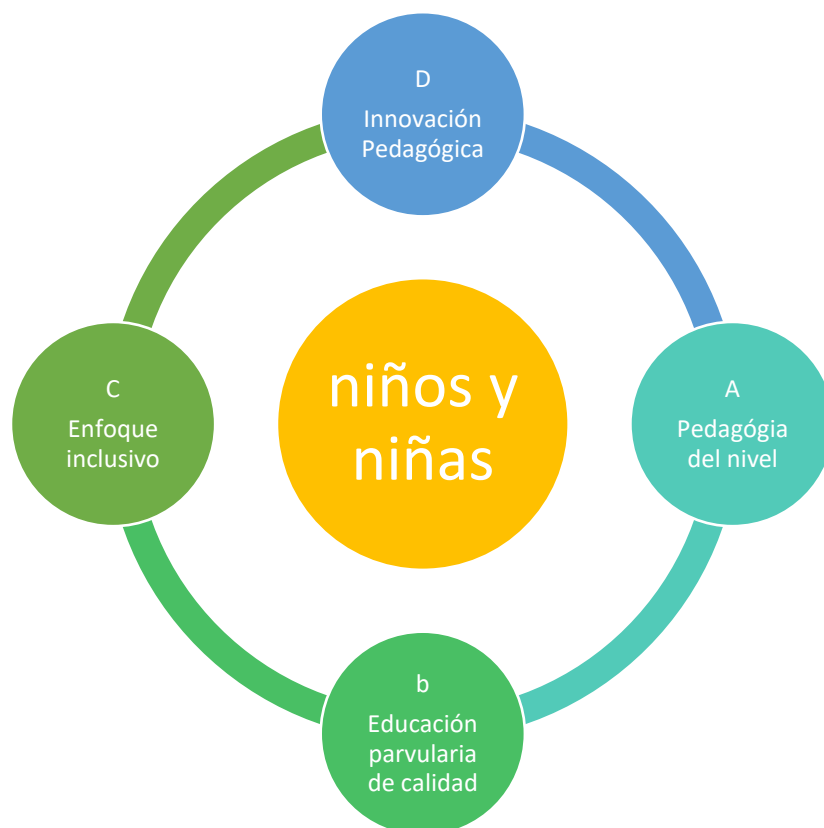 D
Innovación
Pedagógica
C
Enfoque
inclusivo
niños y
niñas
A
Pedagógia
del nivel
b
Educación
parvularia
de calidad